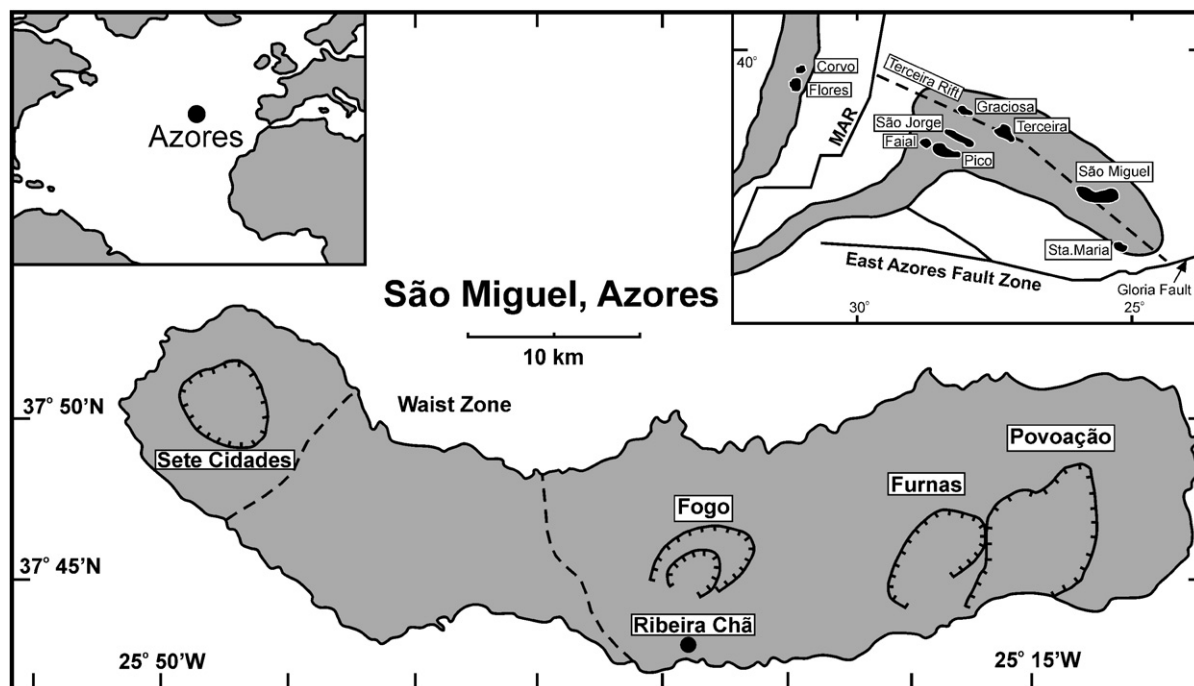 Azores
40°
Corvo
Flores
MAR
Terceira Rift
Graciosa
São Jorge
Terceira
Faial
Pico
São Miguel
Sta.Maria
East Azores Fault Zone
Gloria Fault
30°
25°
São Miguel, Azores
10 km
37° 50'N
Waist Zone
Sete Cidades
Povoação
Furnas
Fogo
37° 45'N
Ribeira Chã
25° 50'W
25° 15'W